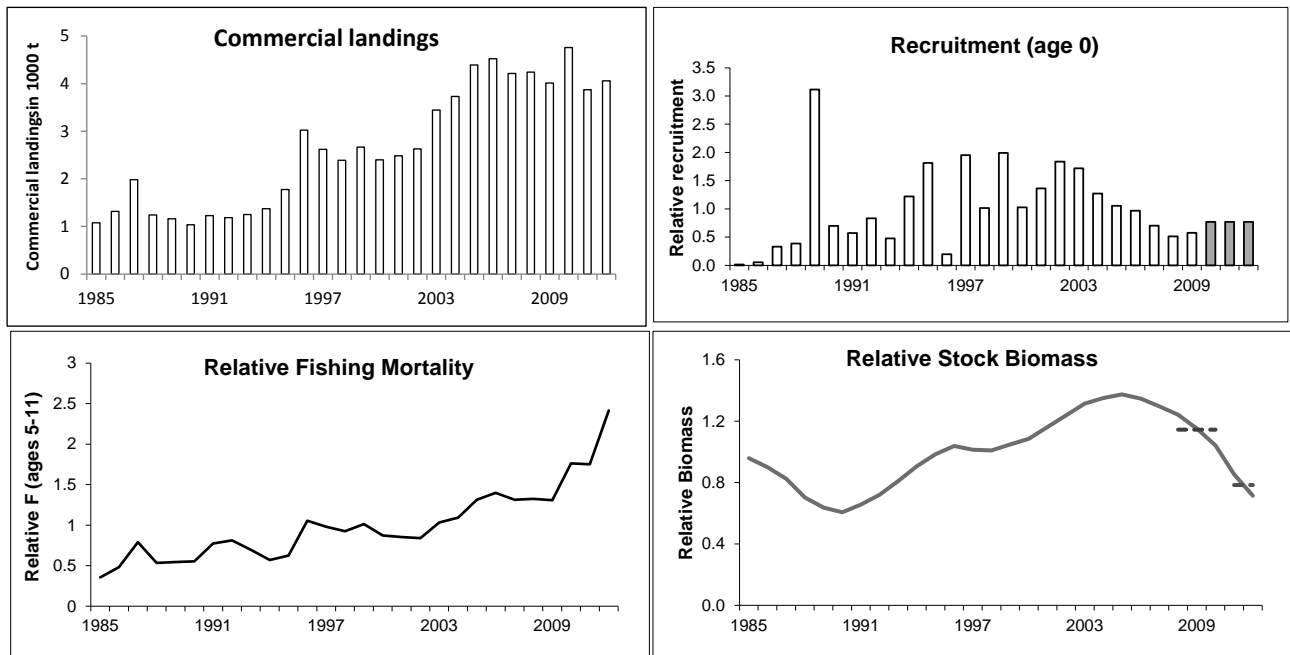 Commercial landings
Commercial landingsin 1000 t
5
4
3
2
1
0
1985 1991 1997 2003 2009
Recruitment (age 0)
Relative recruitment
3.5
3.0
2.5
2.0
1.5
1.0
0.5
0.0
1985 1991 1997 2003 2009
Relative Fishing Mortality
Relative F (ages 5-11)
3
2.5
2
1.5
1
0.5
0
1985 1991 1997 2003 2009
Relative Stock Biomass
Relative Biomass
1.6
1.2
0.8
0.4
0.0
1985 1991 1997 2003 2009